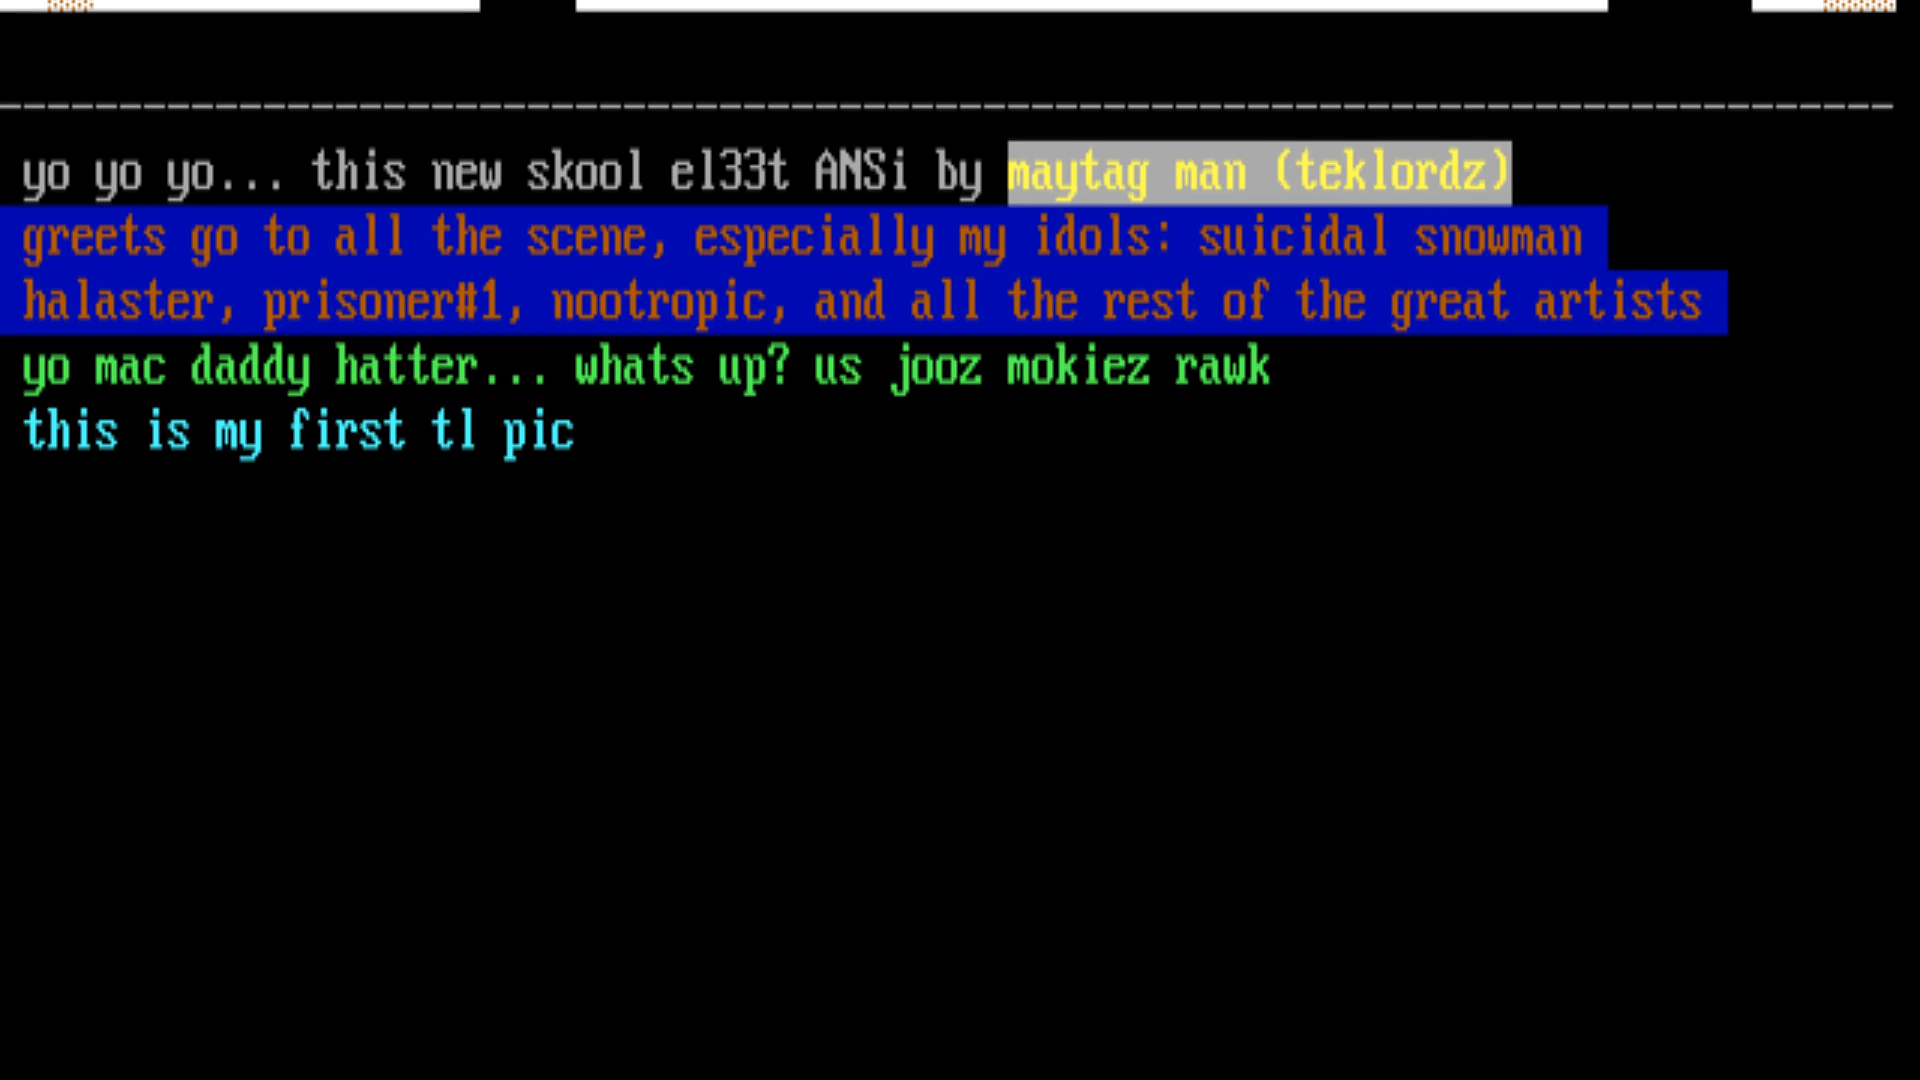 yo yo yo... this new skool el33t ANSi by maytag man (teklordz)
greets go to all the scene, especially my idols: suicidal snowman
halaster, prisoner#1, nootropic, and all the rest of the great artists
yo mac daddy hatter... whats up? us jooz mokiez rawk
this is my first tl pic